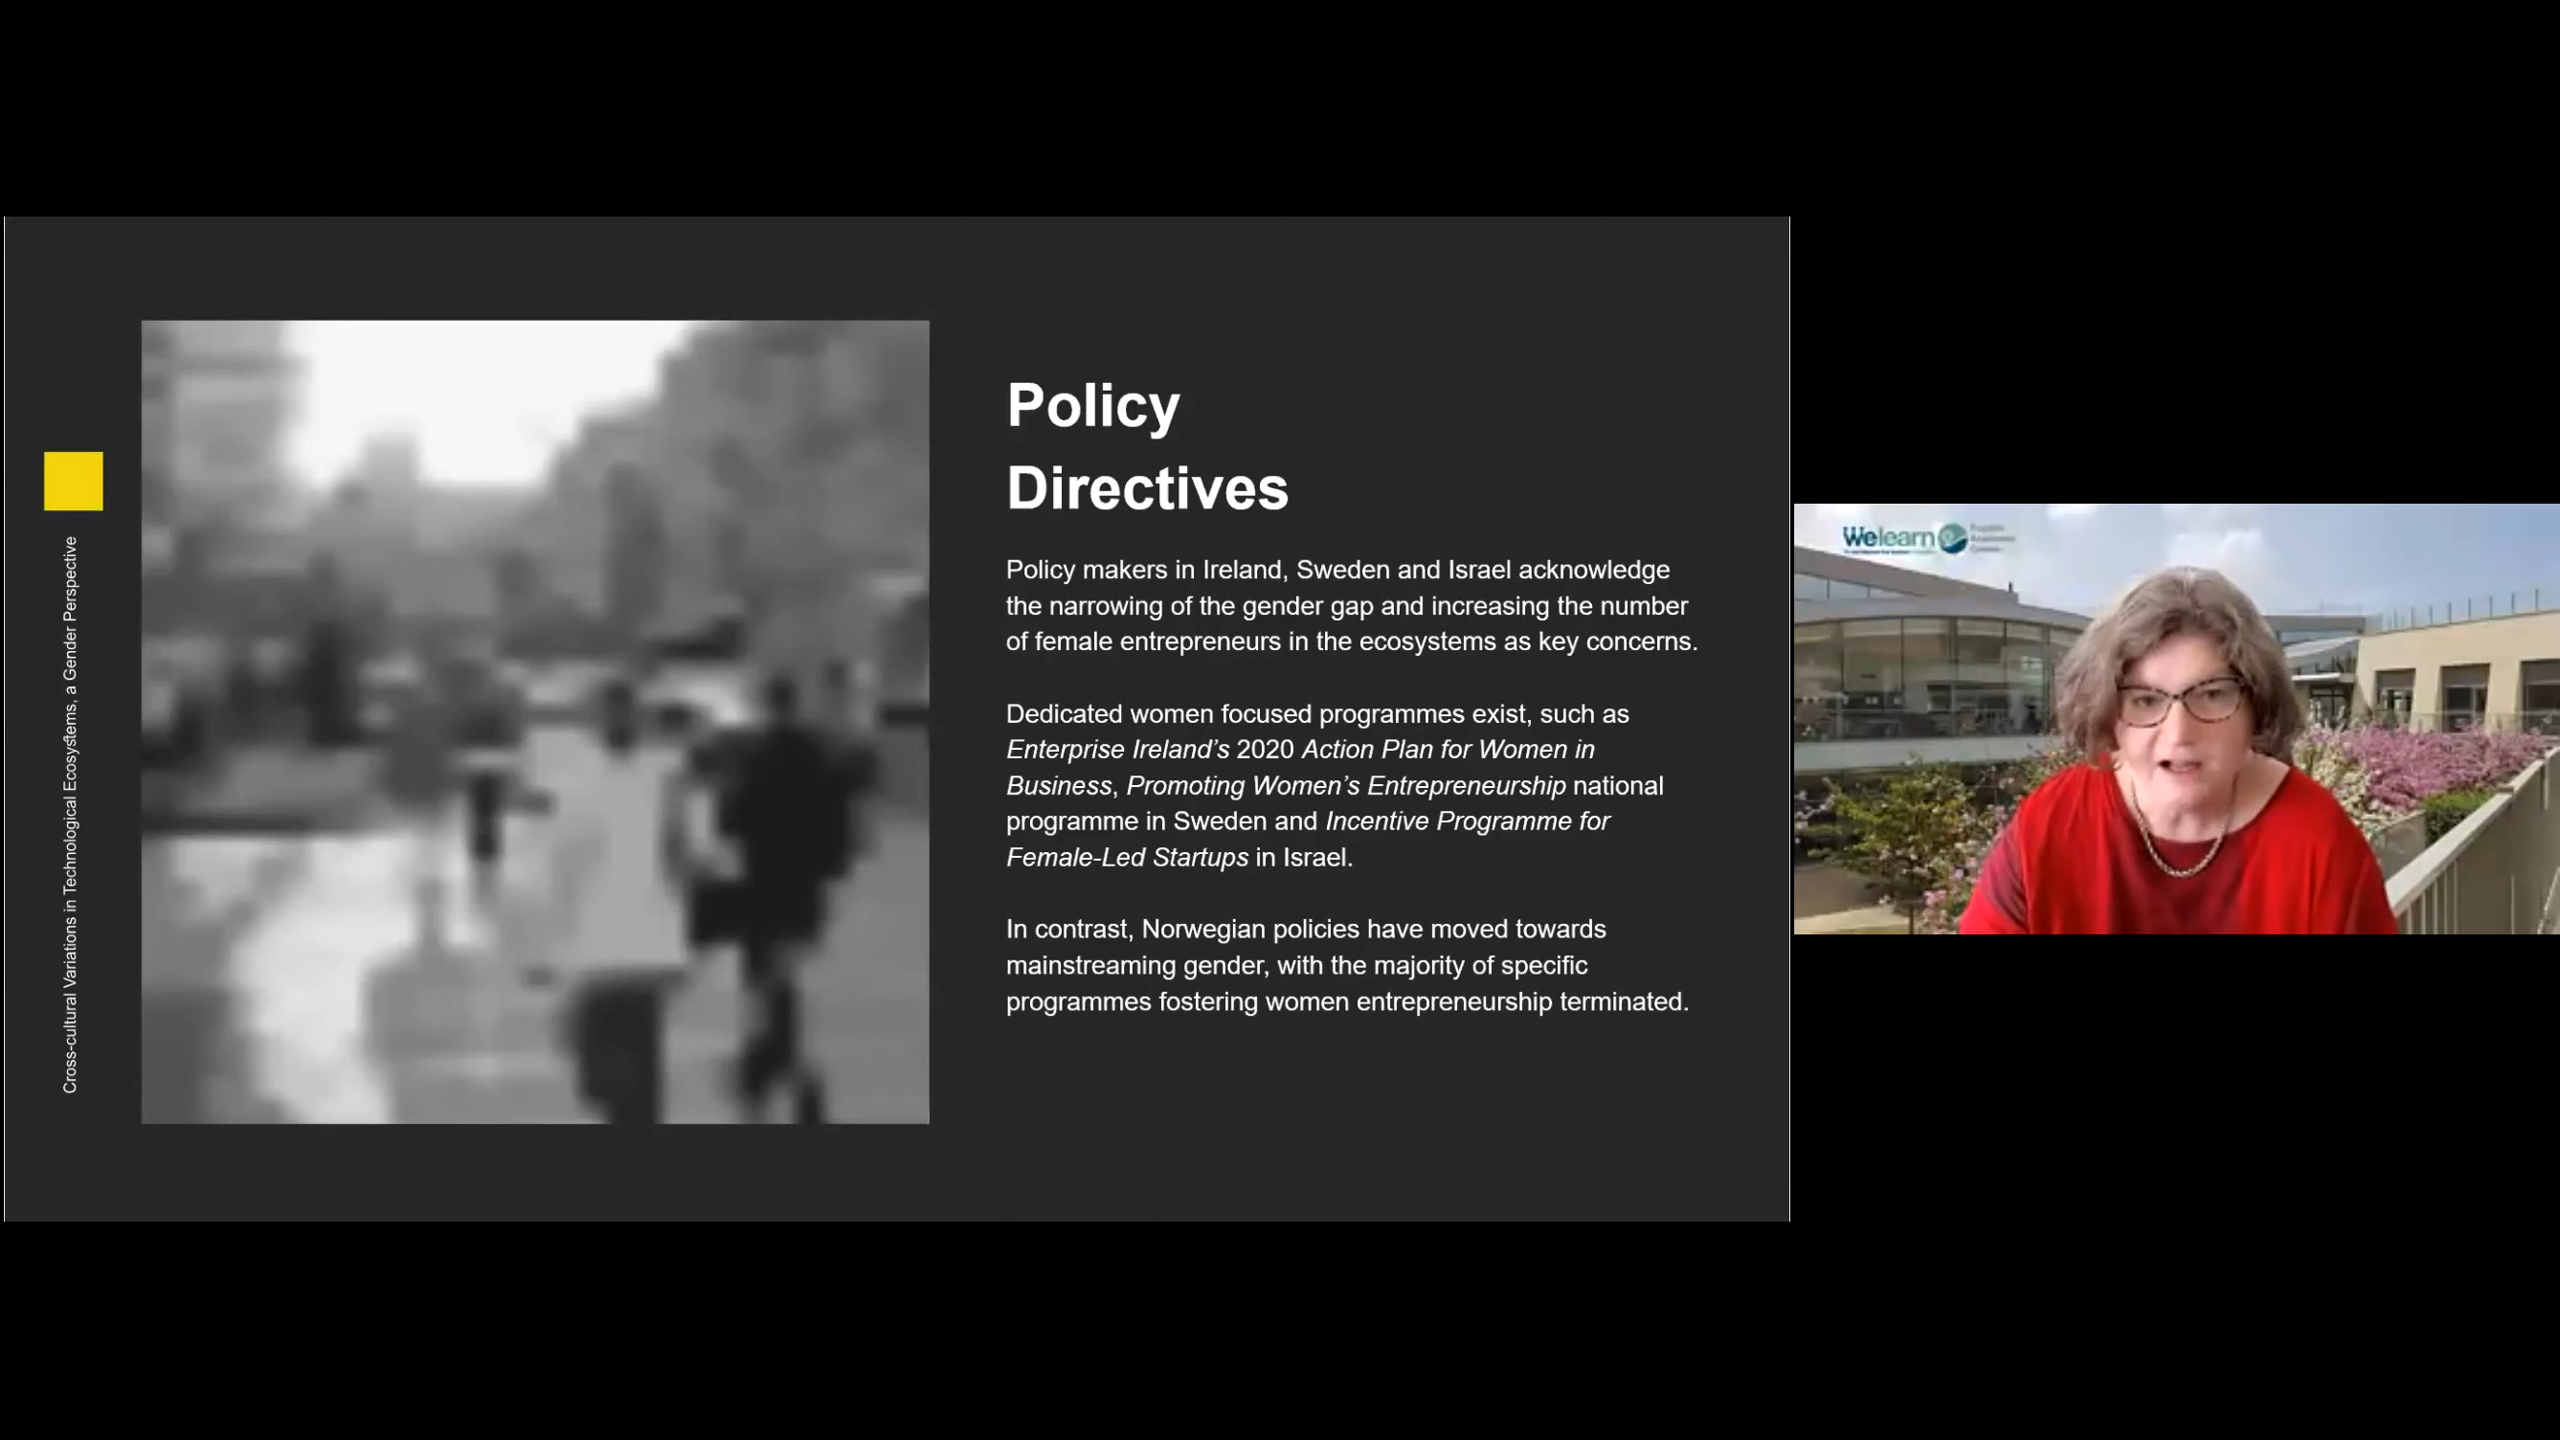 Cross-cultural Variations in Technological Ecosystems, a Gender Perspective
Policy
Directives
Policy makers in Ireland, Sweden and Israel acknowledge
the narrowing of the gender gap and increasing the number
of female entrepreneurs in the ecosystems as key concerns.
Dedicated women focused programmes exist, such as
Enterprise Ireland’s 2020 Action Plan for Women in
Business, Promoting Women’s Entrepreneurship national
programme in Sweden and Incentive Programme for
Female-Led Startups in Israel.
In contrast, Norwegian policies have moved towards
mainstreaming gender, with the majority of specific
programmes fostering women entrepreneurship terminated.
Welearn